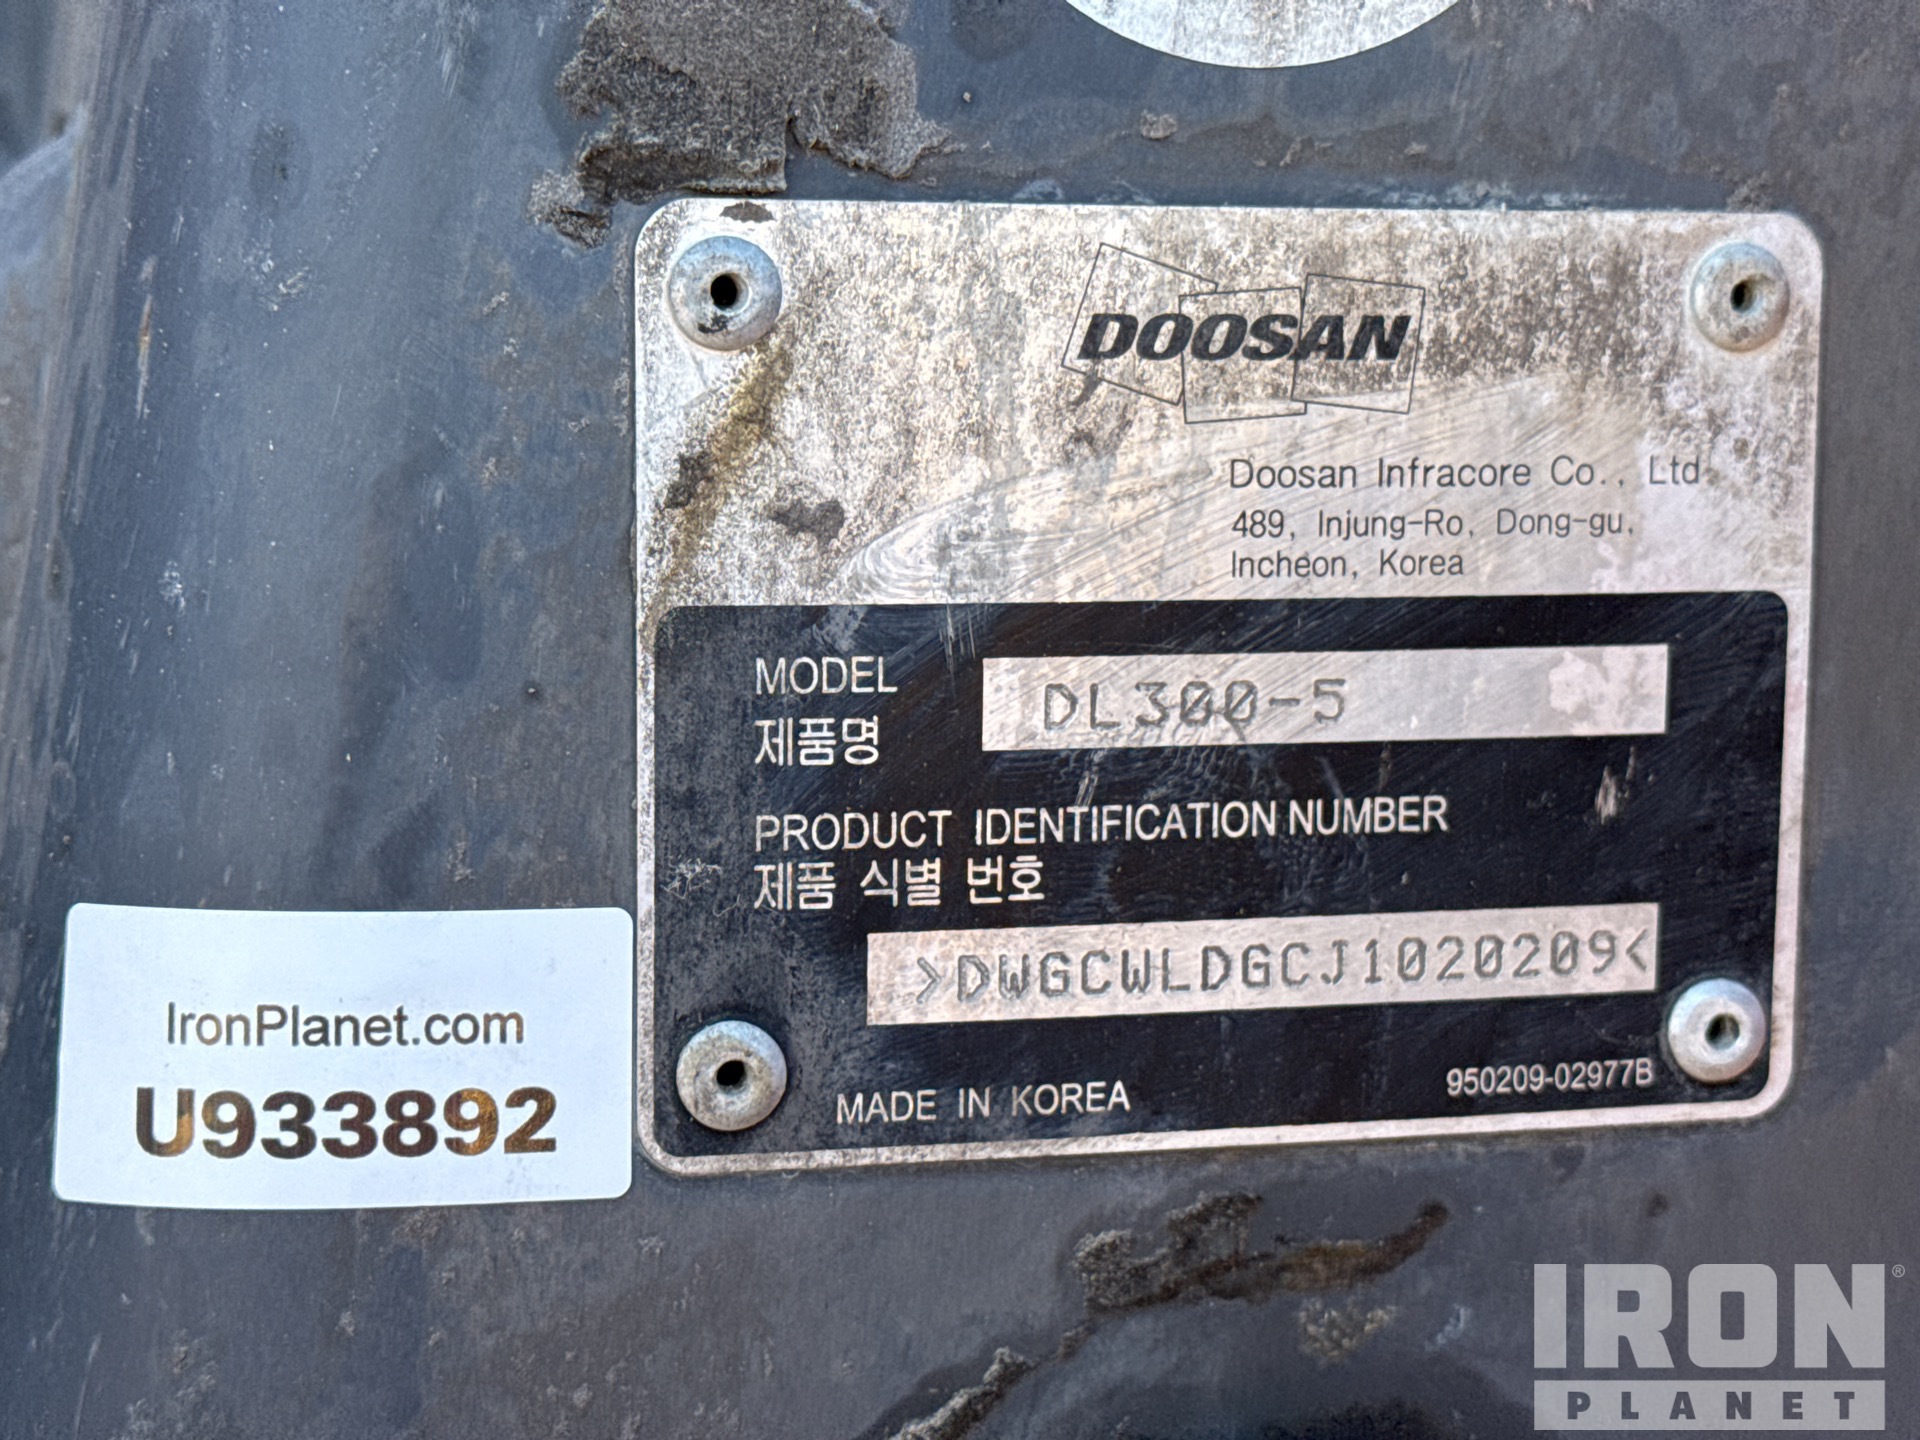 DOOSAN
Doosan Infracore Co., Ltd
489, Injung-Ro, Dong-gu,
Incheon, Korea
MODEL DL300-5
제품명
PRODUCT IDENTIFICATION NUMBER
제품 식별 번호
>DWGCWLDGCJ1020209<
MADE IN KOREA 950209-02977B
IronPlanet.com
U933892
IRON®
PLANET